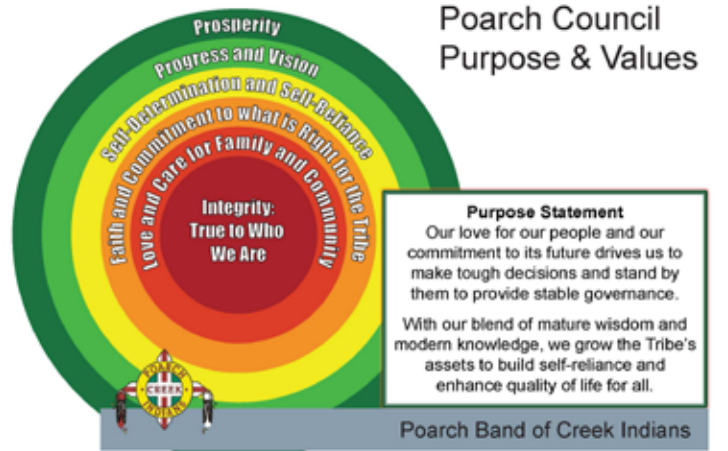 Poarch Council
Purpose & Values
Prosperity
Progress and Vision
Self-Determination and Self-Reliance
Faith and Commitment to what is Right for the Tribe
Love and Care for Family and Community
Integrity:
True to Who
We Are
Purpose Statement
Our love for our people and our
commitment to its future drives us to
make tough decisions and stand by
them to provide stable governance.
With our blend of mature wisdom and
modern knowledge, we grow the Tribe's
assets to build self-reliance and
enhance quality of life for all.
POARCH
CREEK
INDIANS
Poarch Band of Creek Indians